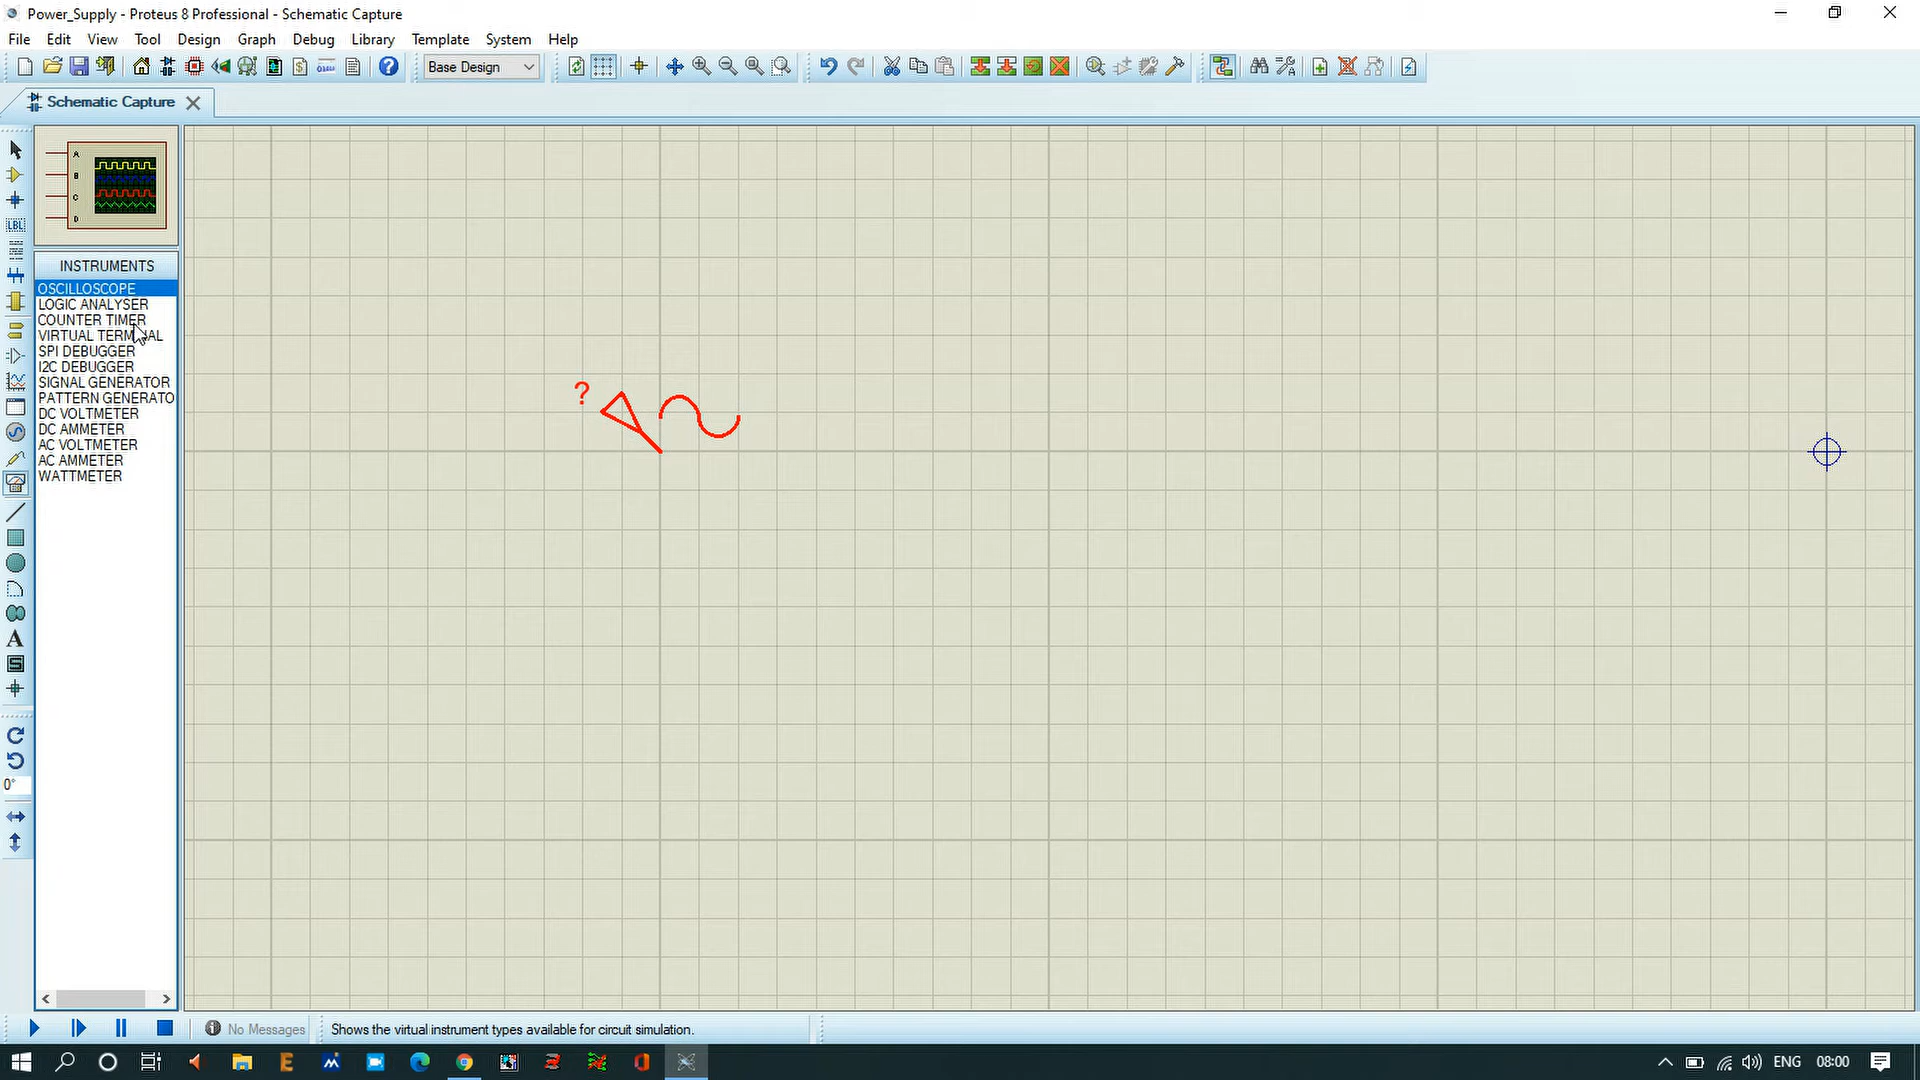 Power_Supply - Proteus 8 Professional - Schematic Capture
File Edit View Tool Design Graph Debug Library Template System Help
Base Design
Schematic Capture
A
B
C
D
LBL
INSTRUMENTS
OSCILLOSCOPE
LOGIC ANALYSER
COUNTER TIMER
VIRTUAL TERMINAL
SPI DEBUGGER
I2C DEBUGGER
SIGNAL GENERATOR
PATTERN GENERATO
DC VOLTMETER
DC AMMETER
AC VOLTMETER
AC AMMETER
WATTMETER
?
A
S
0°
No Messages
Shows the virtual instrument types available for circuit simulation.
ENG 08:00